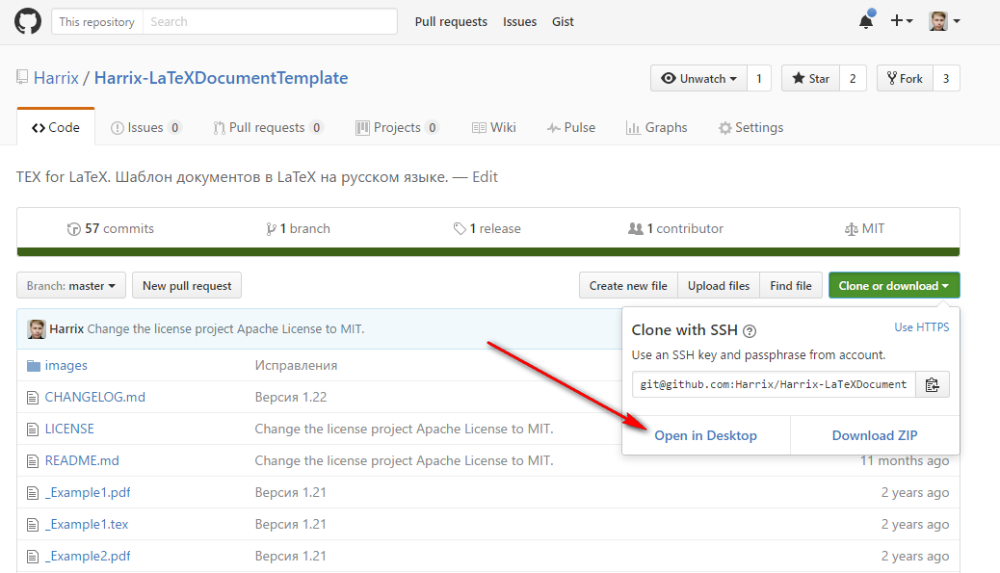 This repository Search Pull requests Issues Gist
Harrix / Harrix-LaTeXDocumentTemplate Unwatch 1 Star 2 Fork 3
Code Issues 0 Pull requests 0 Projects 0 Wiki Pulse Graphs Settings
TEX for LaTeX. Шаблон документов в LaTeX на русском языке. — Edit
57 commits 1 branch 1 release 1 contributor MIT
Branch: master New pull request Create new file Upload files Find file Clone or download
Harrix Change the license project Apache License to MIT.
Clone with SSH ? Use HTTPS
Use an SSH key and passphrase from account.
git@github.com:Harrix/Harrix-LaTeXDocument
Open in Desktop Download ZIP
images Исправления
CHANGELOG.md Версия 1.22
LICENSE Change the license project Apache License to MIT.
README.md Change the license project Apache License to MIT. 11 months ago
_Example1.pdf Версия 1.21 2 years ago
_Example1.tex Версия 1.21 2 years ago
_Example2.pdf Версия 1.21 2 years ago